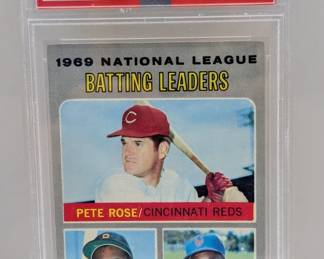 1969 NATIONAL LEAGUE
BATTING LEADERS
C
PETE ROSE/CINCINNATI REDS